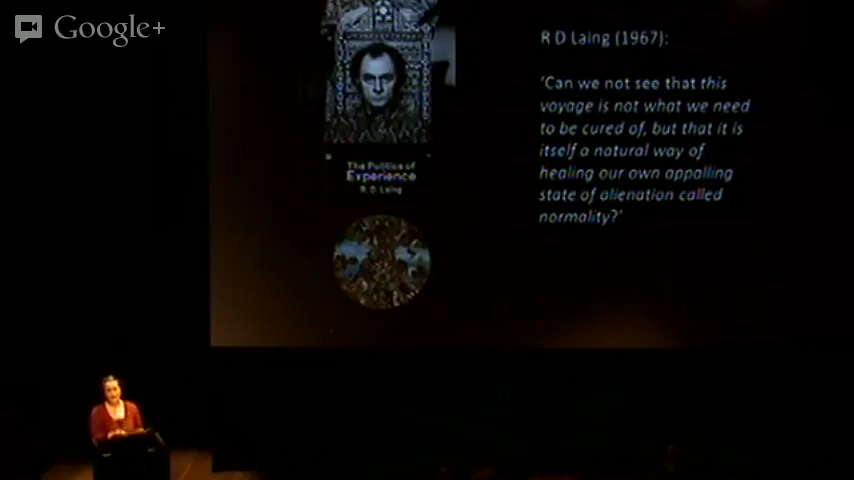 Google+
R D Laing (1967):
The Politics of
Experience
R. D. Laing
'Can we not see that this
voyage is not what we need
to be cured of, but that it is
itself a natural way of
healing our own appalling
state of alienation called
normality?'